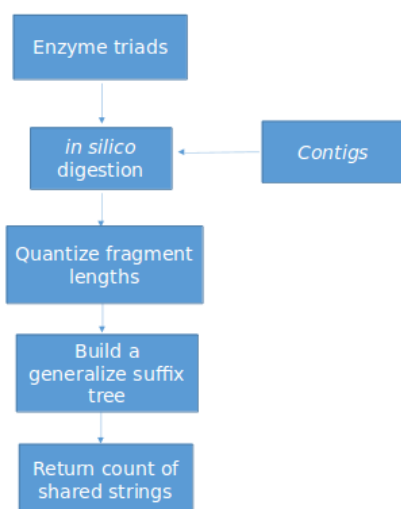 Enzyme triads
in silico
digestion
Contigs
Quantize fragment
lengths
Build a
generalize suffix
tree
Return count of
shared strings